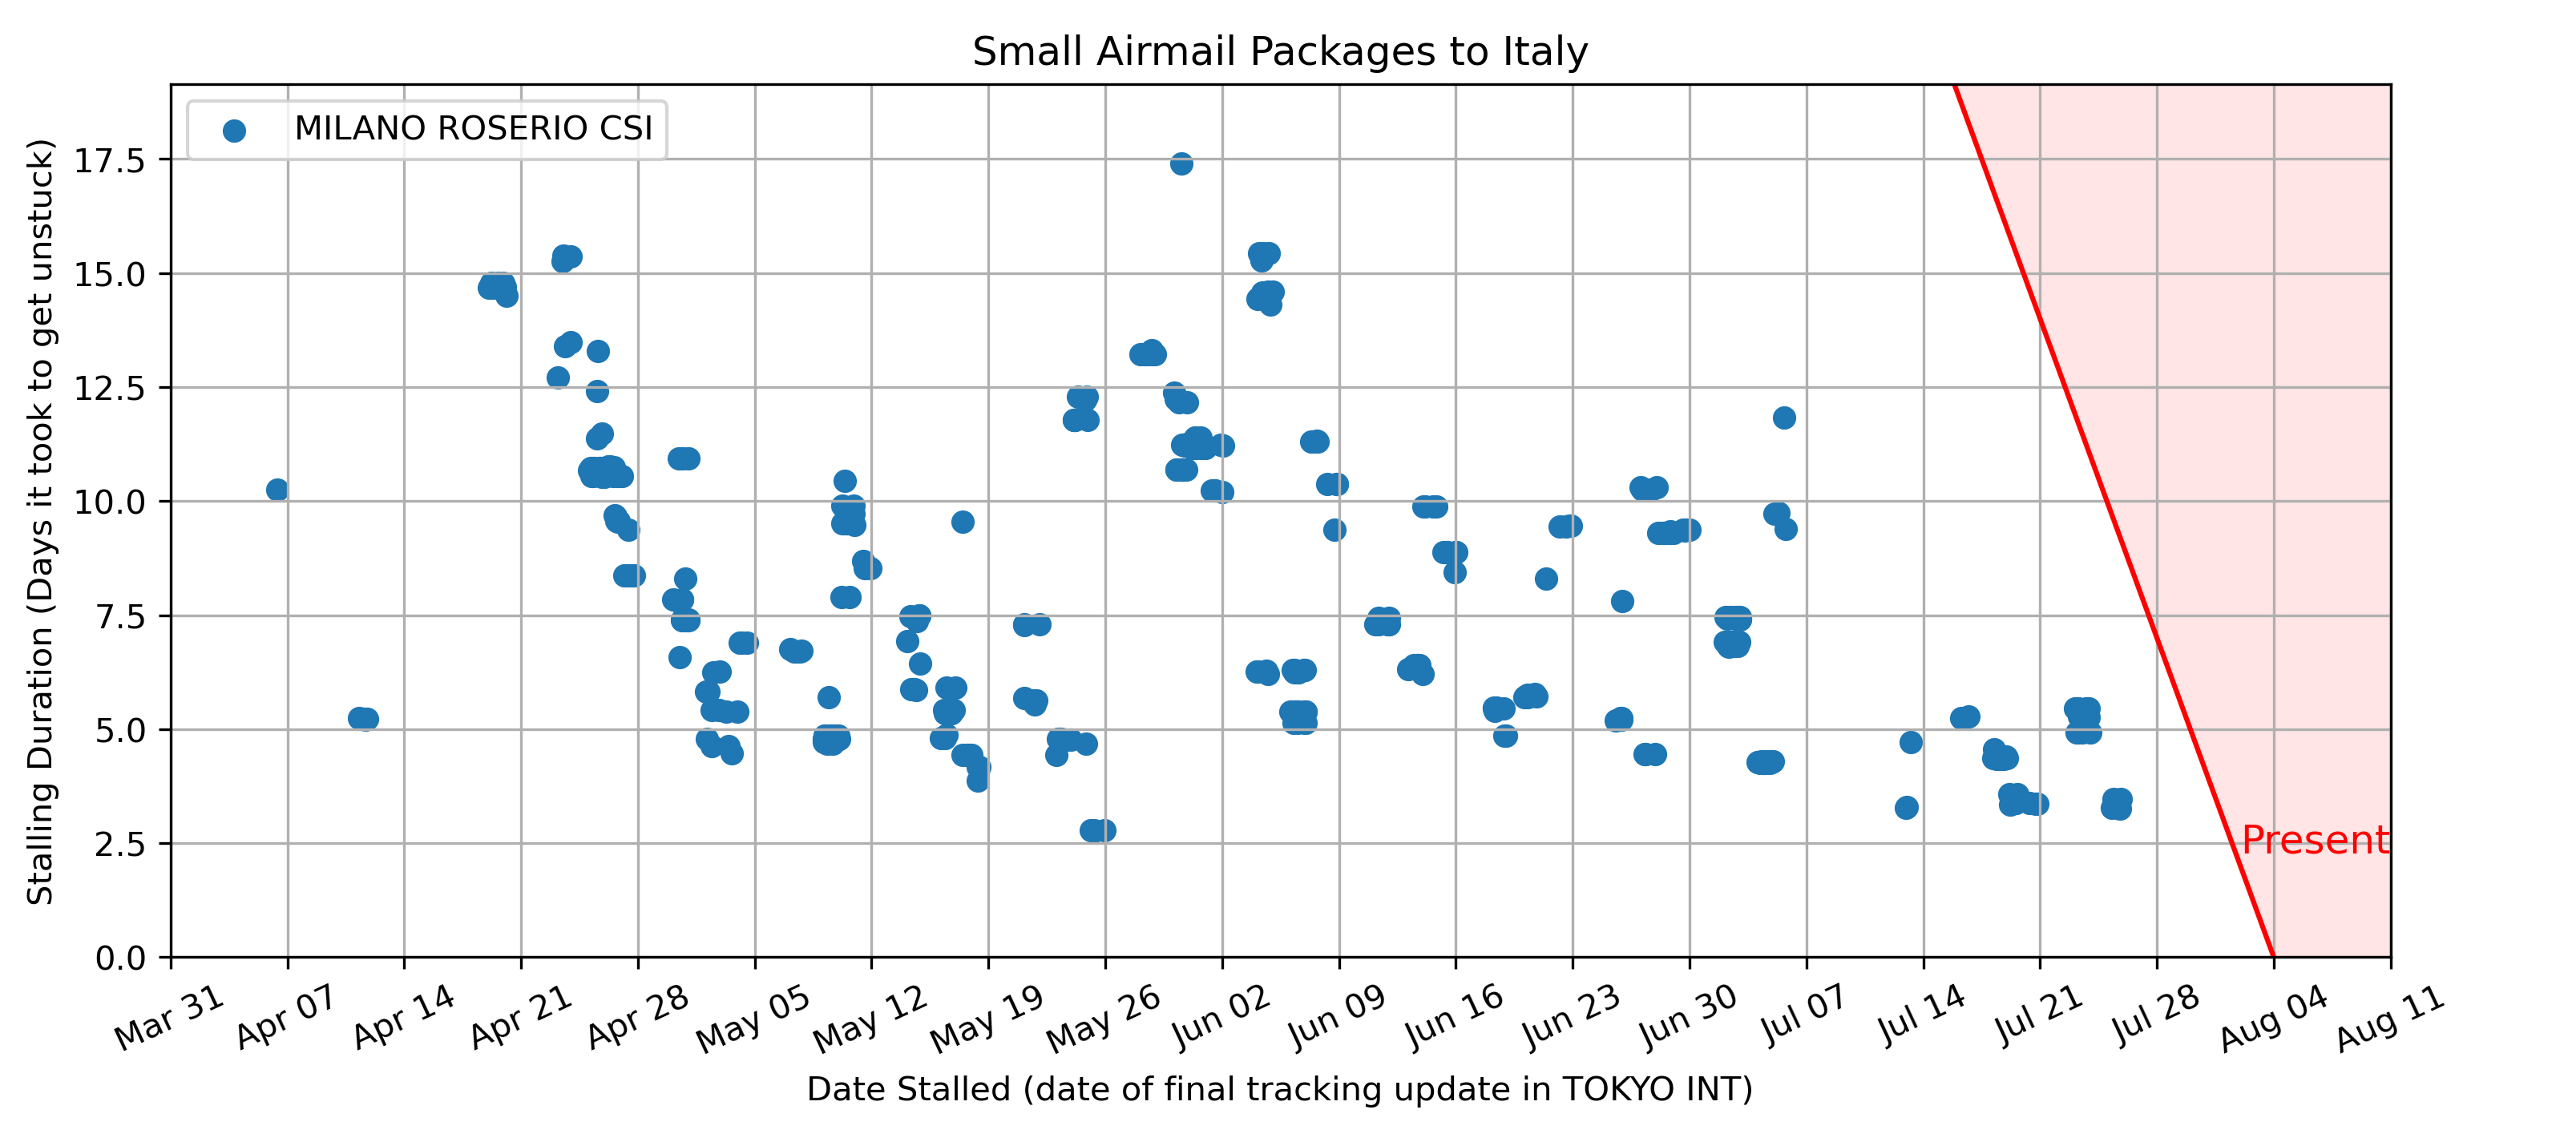 Small Airmail Packages to Italy
MILANO ROSERIO CSI
Stalling Duration (Days it took to get unstuck)
17.5
15.0
12.5
10.0
7.5
5.0
2.5
0.0
Present
Mar 31
Apr 07
Apr 14
Apr 21
Apr 28
May 05
May 12
May 19
May 26
Jun 02
Jun 09
Jun 16
Jun 23
Jun 30
Jul 07
Jul 14
Jul 21
Jul 28
Aug 04
Aug 11
Date Stalled (date of final tracking update in TOKYO INT)